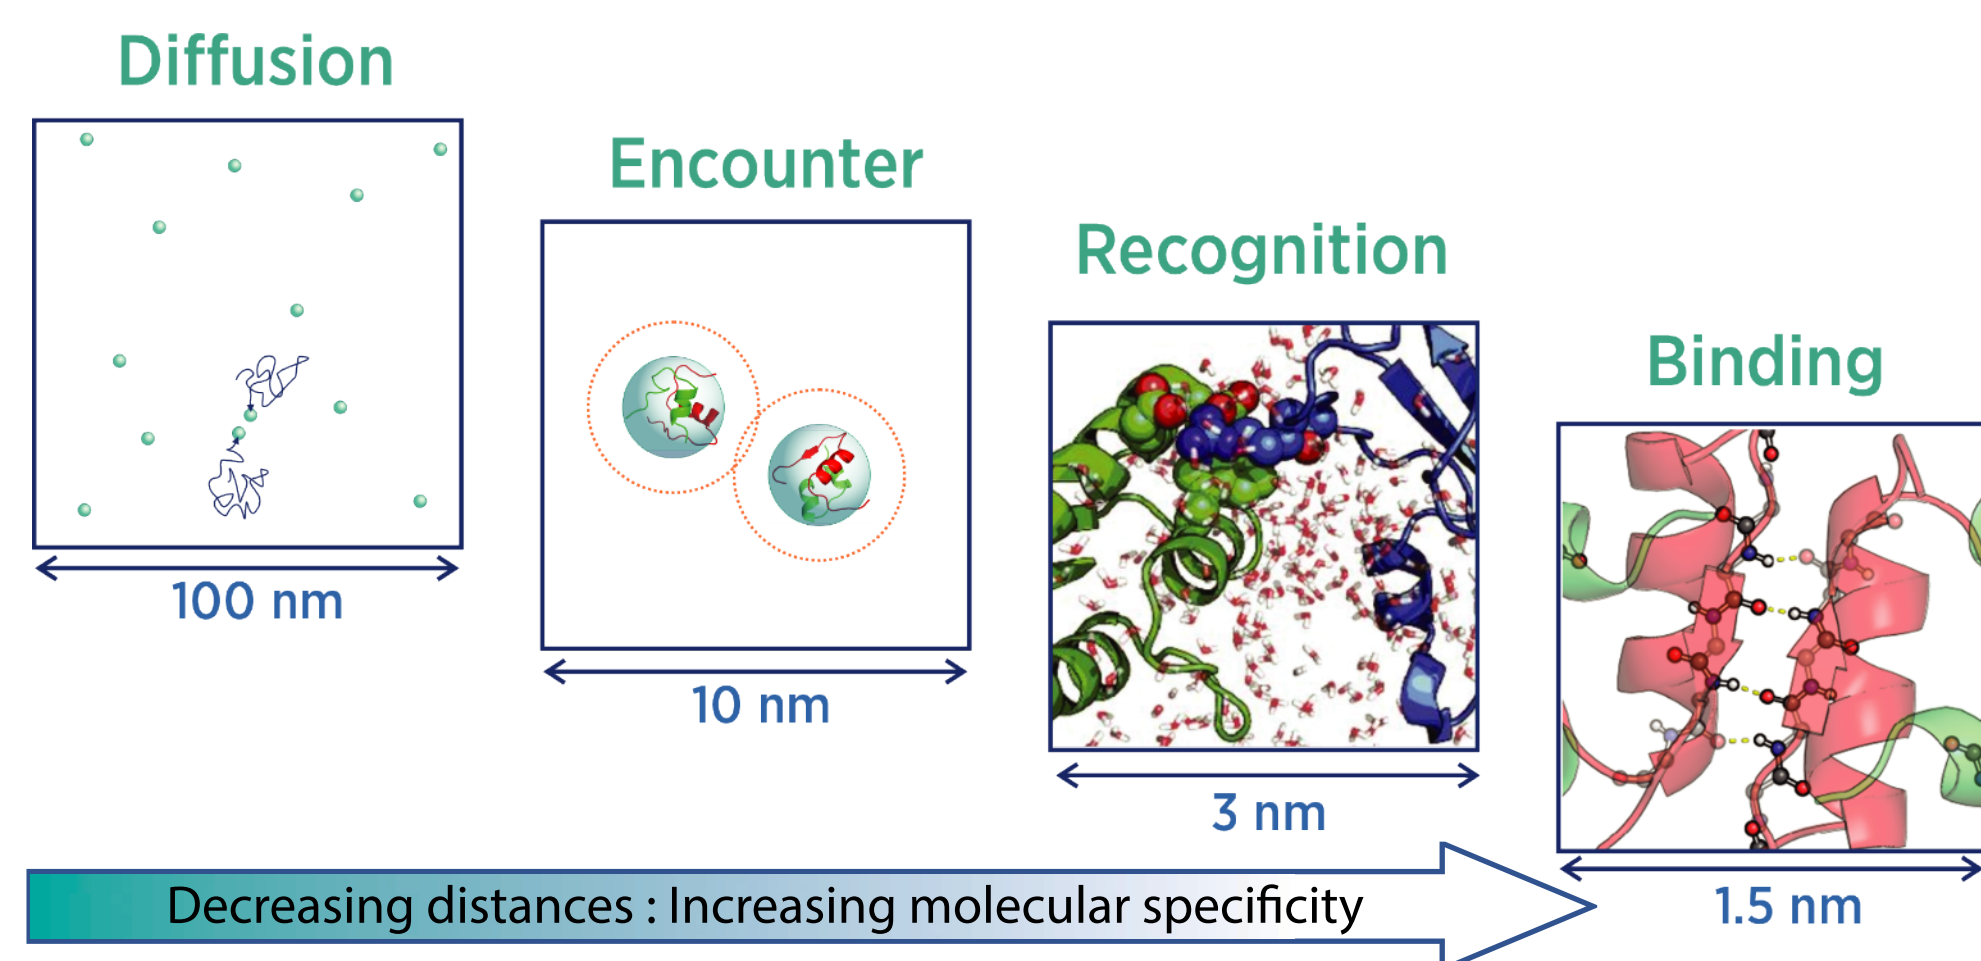 Diffusion
Encounter
Recognition
Binding
100 nm
10 nm
3 nm
1.5 nm
Decreasing distances : Increasing molecular specificity